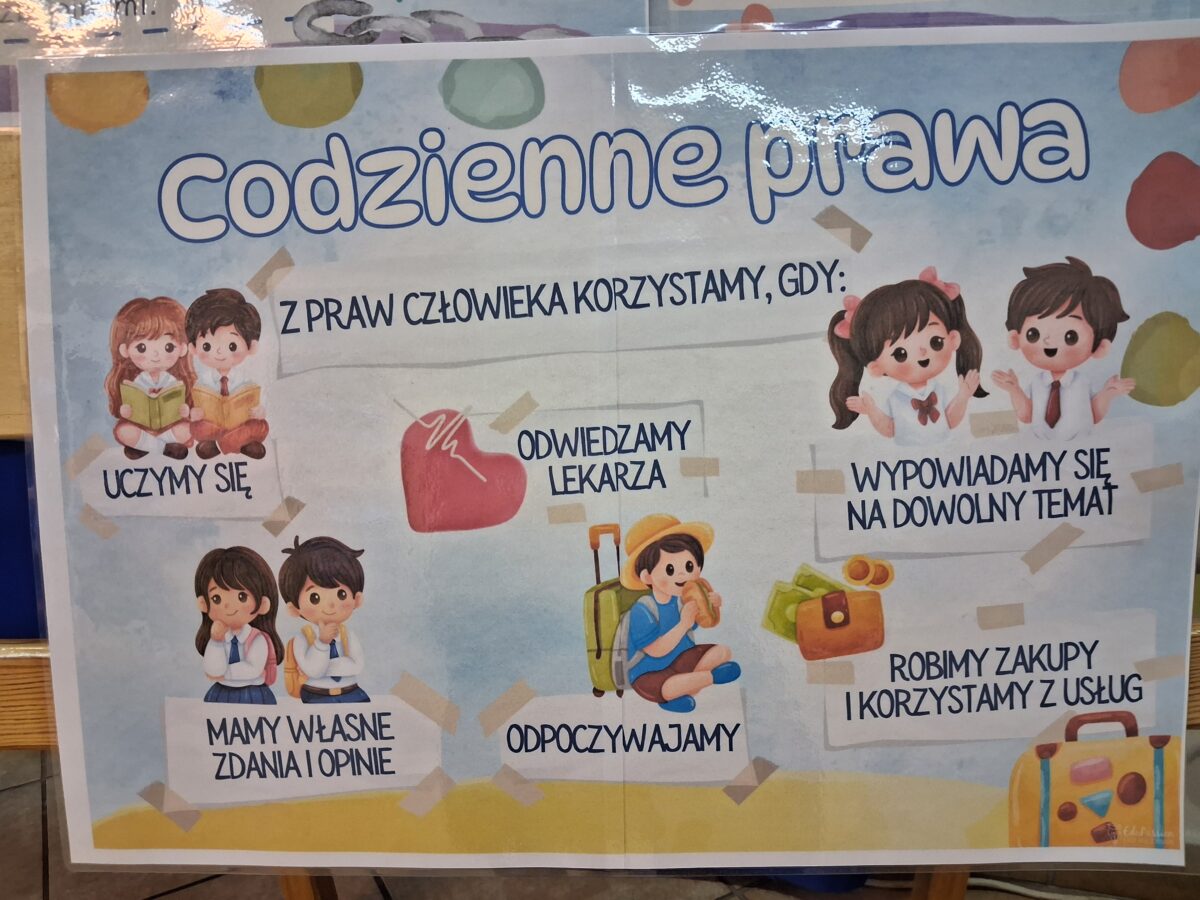 Codzienne prawa
Z PRAW CZŁOWIEKA KORZYSTAMY, GDY:
UCZYMY SIĘ
ODWIEDZAMY
LEKARZA
WYPOWIADAMY SIĘ
NA DOWOLNY TEMAT
MAMY WŁASNE
ZDANIA I OPINIE
ODPOCZYWAJAMY
ROBIMY ZAKUPY
I KORZYSTAMY Z USŁUG